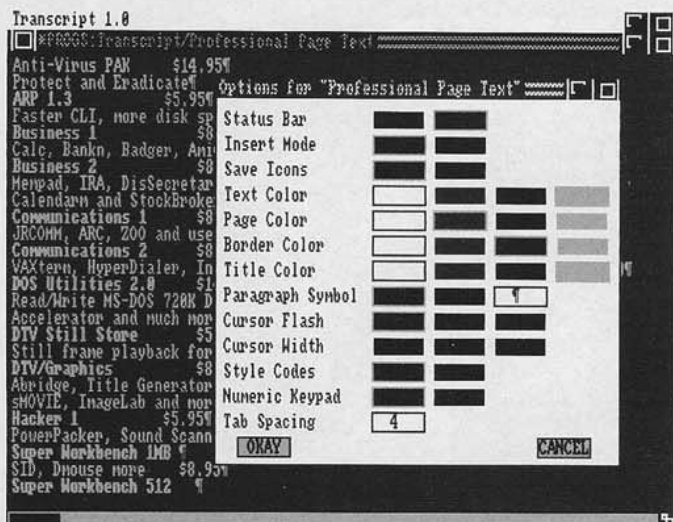 Transcript 1.0
*PROGS:Transcript/Professional Page Text
Anti-Virus PAK $14.95¶
Protect and Eradicate¶
ARP 1.3 $5.95¶
Faster CLI, more disk sp
Business 1 $8
Calc, Bankn, Badger, Ami
Business 2 $8
Mempad, IRA, DisSecretar
Calendarm and StockBroke
Communications 1 $8
JRCOMM, ARC, ZOO and use
Communications 2 $8
VAXterm, HyperDialer, In
DOS Utilities 2.0 $1
Read/Write MS-DOS 720K D
Accelerator and much mor
DTV Still Store $5
Still frame playback for
DTV/Graphics $8
Abridge, Title Generator
sMOVIE, ImageLab and mor
Hacker 1 $5.95¶
PowerPacker, Sound Scann
Super Workbench 1MB ¶
SID, Dmouse more $8.95¶
Super Workbench 512 ¶
Options for "Professional Page Text"
Status Bar
Insert Mode
Save Icons
Text Color
Page Color
Border Color
Title Color
Paragraph Symbol ¶
Cursor Flash
Cursor Width
Style Codes
Numeric Keypad
Tab Spacing 4
OKAY CANCEL